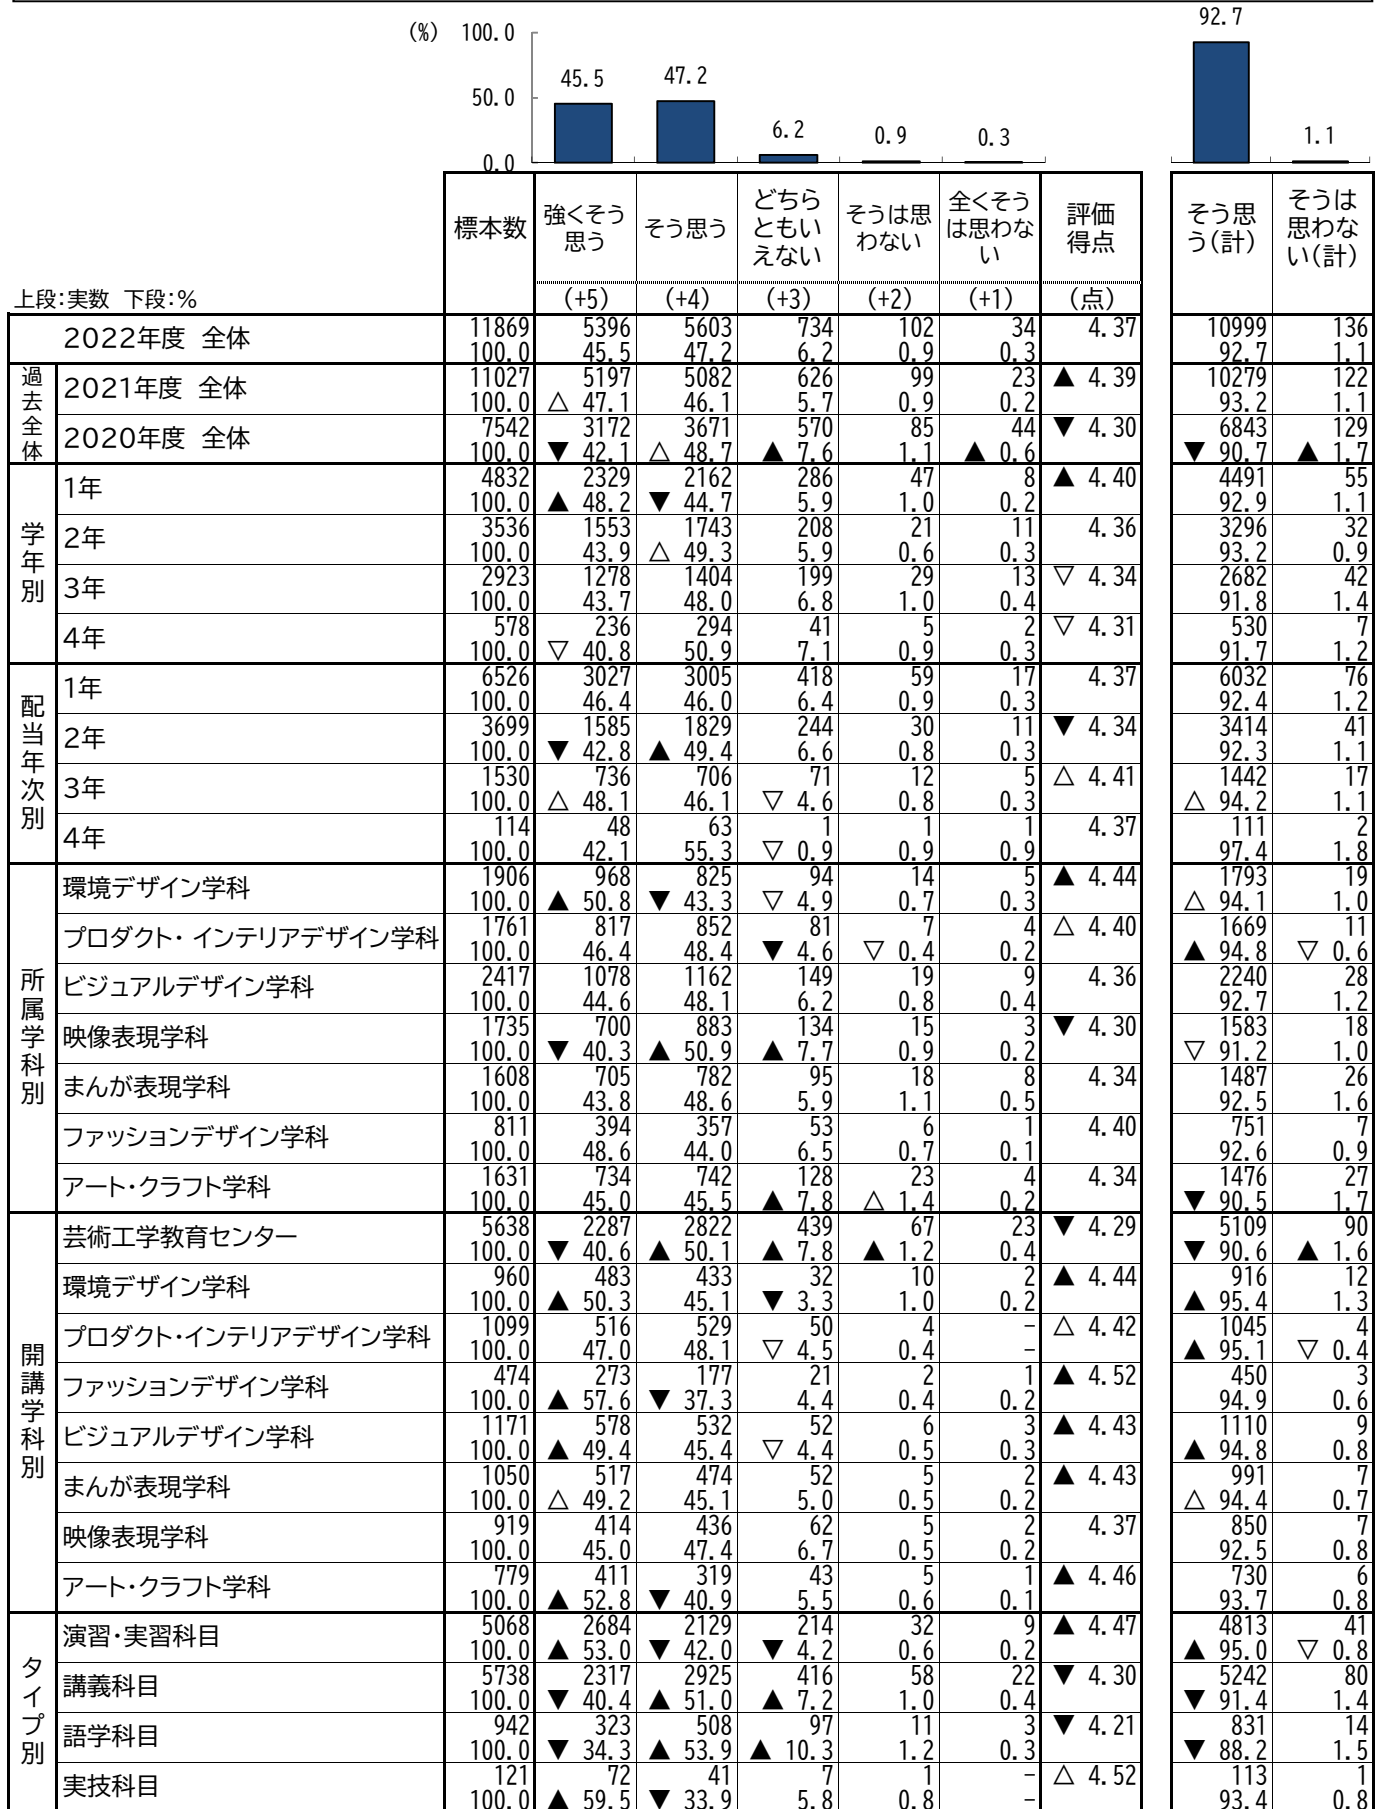 92.7
(%) 100.0
45.5 47.2
50.0
6.2 0.9 0.3 1.1
0.0
標本数 強くそう思う そう思う どちらともいえない そうは思わない 全くそうは思わない 評価得点 そう思う(計) そうは思わない(計)
上段:実数 下段:% (+5) (+4) (+3) (+2) (+1) (点)
2022年度 全体 11869 5396 5603 734 102 34 4.37 10999 136
100.0 45.5 47.2 6.2 0.9 0.3 92.7 1.1
過去全体
2021年度 全体 11027 5197 5082 626 99 23 ▲ 4.39 10279 122
100.0 △ 47.1 46.1 5.7 0.9 0.2 93.2 1.1
2020年度 全体 7542 3172 3671 570 85 44 ▼ 4.30 6843 129
100.0 ▼ 42.1 △ 48.7 ▲ 7.6 1.1 ▲ 0.6 ▼ 90.7 ▲ 1.7
学年別
1年 4832 2329 2162 286 47 8 ▲ 4.40 4491 55
100.0 ▲ 48.2 ▼ 44.7 5.9 1.0 0.2 92.9 1.1
2年 3536 1553 1743 208 21 11 4.36 3296 32
100.0 43.9 △ 49.3 5.9 0.6 0.3 93.2 0.9
3年 2923 1278 1404 199 29 13 ▽ 4.34 2682 42
100.0 43.7 48.0 6.8 1.0 0.4 91.8 1.4
4年 578 236 294 41 5 2 ▽ 4.31 530 7
100.0 ▽ 40.8 50.9 7.1 0.9 0.3 91.7 1.2
配当年次別
1年 6526 3027 3005 418 59 17 4.37 6032 76
100.0 46.4 46.0 6.4 0.9 0.3 92.4 1.2
2年 3699 1585 1829 244 30 11 ▼ 4.34 3414 41
100.0 ▼ 42.8 ▲ 49.4 6.6 0.8 0.3 92.3 1.1
3年 1530 736 706 71 12 5 △ 4.41 1442 17
100.0 △ 48.1 46.1 ▽ 4.6 0.8 0.3 △ 94.2 1.1
4年 114 48 63 1 1 1 4.37 111 2
100.0 42.1 55.3 ▽ 0.9 0.9 0.9 97.4 1.8
所属学科別
環境デザイン学科 1906 968 825 94 14 5 ▲ 4.44 1793 19
100.0 ▲ 50.8 ▼ 43.3 ▽ 4.9 0.7 0.3 △ 94.1 1.0
プロダクト・ インテリアデザイン学科 1761 817 852 81 7 4 △ 4.40 1669 11
100.0 46.4 48.4 ▼ 4.6 ▽ 0.4 0.2 ▲ 94.8 ▽ 0.6
ビジュアルデザイン学科 2417 1078 1162 149 19 9 4.36 2240 28
100.0 44.6 48.1 6.2 0.8 0.4 92.7 1.2
映像表現学科 1735 700 883 134 15 3 ▼ 4.30 1583 18
100.0 ▼ 40.3 ▲ 50.9 ▲ 7.7 0.9 0.2 ▽ 91.2 1.0
まんが表現学科 1608 705 782 95 18 8 4.34 1487 26
100.0 43.8 48.6 5.9 1.1 0.5 92.5 1.6
ファッションデザイン学科 811 394 357 53 6 1 4.40 751 7
100.0 48.6 44.0 6.5 0.7 0.1 92.6 0.9
アート・クラフト学科 1631 734 742 128 23 4 4.34 1476 27
100.0 45.0 45.5 ▲ 7.8 △ 1.4 0.2 ▼ 90.5 1.7
開講学科別
芸術工学教育センター 5638 2287 2822 439 67 23 ▼ 4.29 5109 90
100.0 ▼ 40.6 ▲ 50.1 ▲ 7.8 ▲ 1.2 0.4 ▼ 90.6 ▲ 1.6
環境デザイン学科 960 483 433 32 10 2 ▲ 4.44 916 12
100.0 ▲ 50.3 45.1 ▼ 3.3 1.0 0.2 ▲ 95.4 1.3
プロダクト・インテリアデザイン学科 1099 516 529 50 4 - △ 4.42 1045 4
100.0 47.0 48.1 ▽ 4.5 0.4 - ▲ 95.1 ▽ 0.4
ファッションデザイン学科 474 273 177 21 2 1 ▲ 4.52 450 3
100.0 ▲ 57.6 ▼ 37.3 4.4 0.4 0.2 94.9 0.6
ビジュアルデザイン学科 1171 578 532 52 6 3 ▲ 4.43 1110 9
100.0 ▲ 49.4 45.4 ▽ 4.4 0.5 0.3 ▲ 94.8 0.8
まんが表現学科 1050 517 474 52 5 2 ▲ 4.43 991 7
100.0 △ 49.2 45.1 5.0 0.5 0.2 △ 94.4 0.7
映像表現学科 919 414 436 62 5 2 4.37 850 7
100.0 45.0 47.4 6.7 0.5 0.2 92.5 0.8
アート・クラフト学科 779 411 319 43 5 1 ▲ 4.46 730 6
100.0 ▲ 52.8 ▼ 40.9 5.5 0.6 0.1 93.7 0.8
タイプ別
演習・実習科目 5068 2684 2129 214 32 9 ▲ 4.47 4813 41
100.0 ▲ 53.0 ▼ 42.0 ▼ 4.2 0.6 0.2 ▲ 95.0 ▽ 0.8
講義科目 5738 2317 2925 416 58 22 ▼ 4.30 5242 80
100.0 ▼ 40.4 ▲ 51.0 ▲ 7.2 1.0 0.4 ▼ 91.4 1.4
語学科目 942 323 508 97 11 3 ▼ 4.21 831 14
100.0 ▼ 34.3 ▲ 53.9 ▲ 10.3 1.2 0.3 ▼ 88.2 1.5
実技科目 121 72 41 7 1 - △ 4.52 113 1
100.0 ▲ 59.5 ▼ 33.9 5.8 0.8 - 93.4 0.8